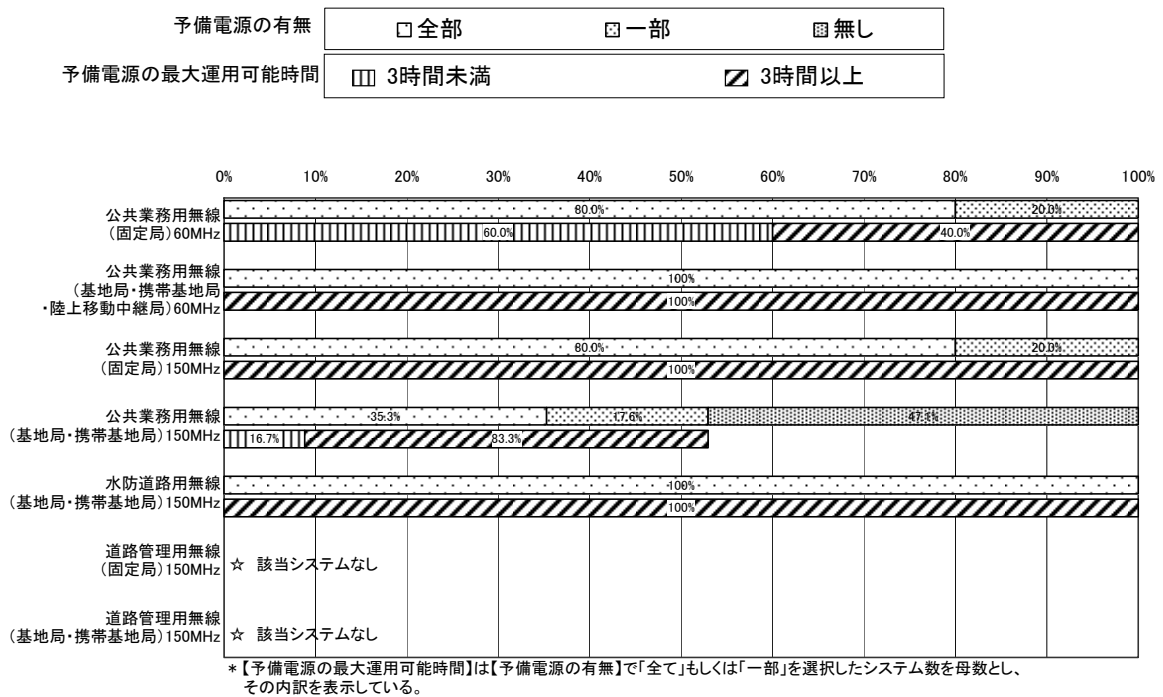 予備電源の有無
全部 一部 無し
予備電源の最大運用可能時間
3時間未満 3時間以上
0% 10% 20% 30% 40% 50% 60% 70% 80% 90% 100%
公共業務用無線
(固定局)60MHz
80.0% 20.0%
60.0% 40.0%
公共業務用無線
(基地局・携帯基地局
・陸上移動中継局)60MHz
100%
100%
公共業務用無線
(固定局)150MHz
80.0% 20.0%
100%
公共業務用無線
(基地局・携帯基地局)150MHz
35.3% 17.6% 47.1%
16.7% 83.3%
水防道路用無線
(基地局・携帯基地局)150MHz
100%
100%
道路管理用無線
(固定局)150MHz
☆ 該当システムなし
道路管理用無線
(基地局・携帯基地局)150MHz
☆ 該当システムなし
*【予備電源の最大運用可能時間】は【予備電源の有無】で「全て」もしくは「一部」を選択したシステム数を母数とし、
その内訳を表示している。